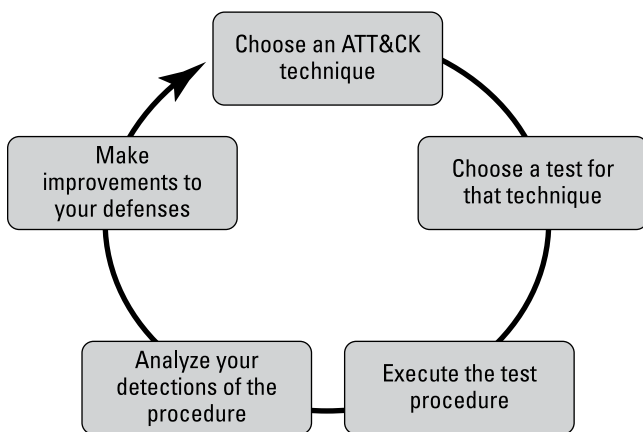 Choose an ATT&CK
technique
Choose a test for
that technique
Execute the test
procedure
Analyze your
detections of the
procedure
Make
improvements to
your defenses